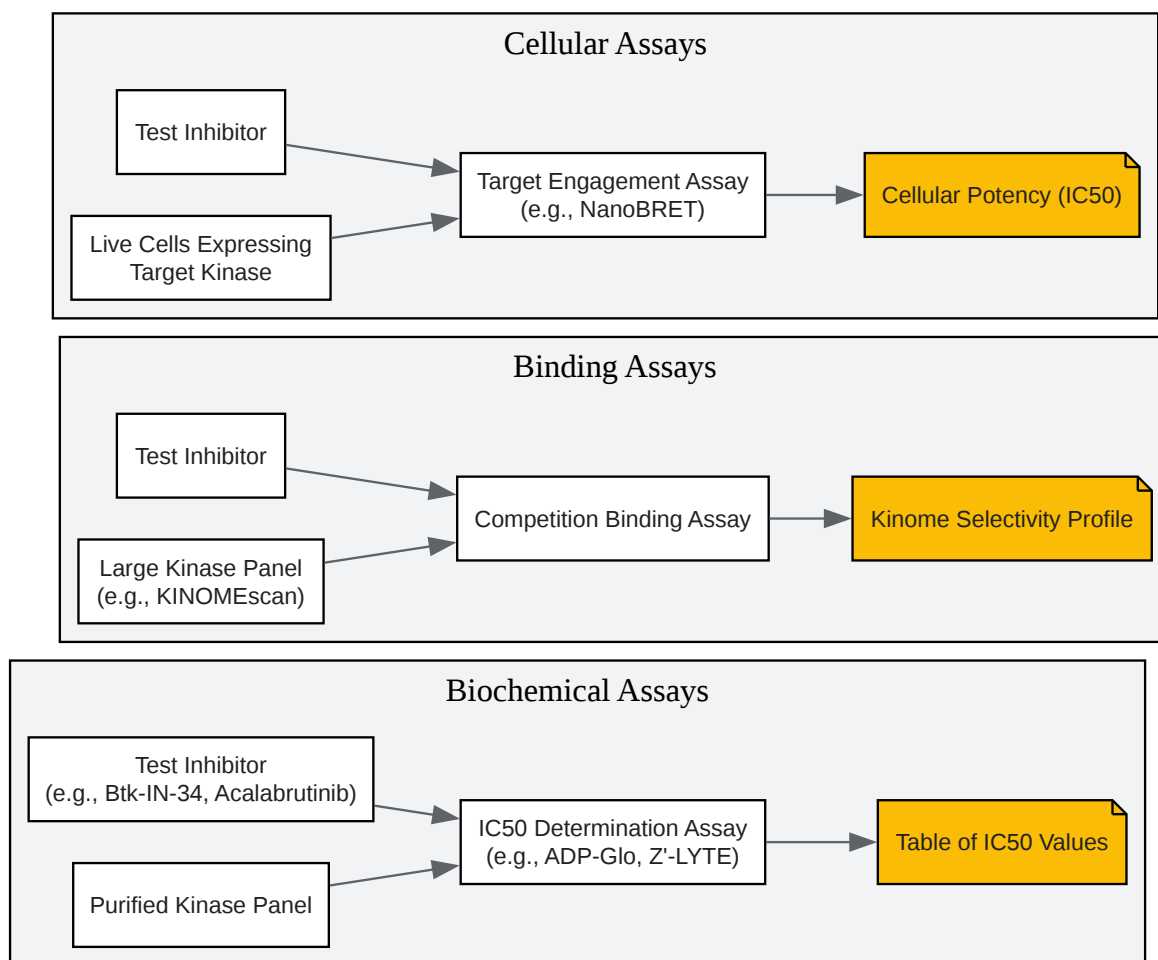 Cellular Assays
Test Inhibitor
Live Cells Expressing
Target Kinase
Target Engagement Assay
(e.g., NanoBRET)
Cellular Potency (IC50)
Binding Assays
Test Inhibitor
Large Kinase Panel
(e.g., KINOMEscan)
Competition Binding Assay
Kinome Selectivity Profile
Biochemical Assays
Test Inhibitor
(e.g., Btk-IN-34, Acalabrutinib)
Purified Kinase Panel
IC50 Determination Assay
(e.g., ADP-Glo, Z'-LYTE)
Table of IC50 Values